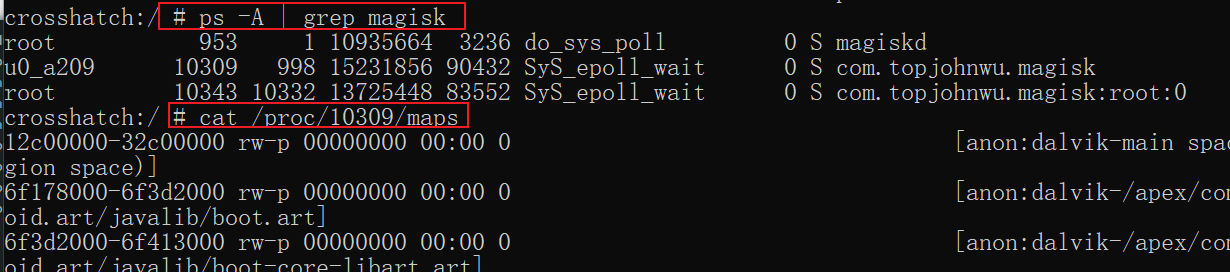 crosshatch:/ # ps -A | grep magisk
root           953     1 10935664  3236 do_sys_poll         0 S magiskd
u0_a209      10309   998 15231856 90432 SyS_epoll_wait      0 S com.topjohnwu.magisk
root         10343 10332 13725448 83552 SyS_epoll_wait      0 S com.topjohnwu.magisk:root:0
crosshatch:/ # cat /proc/10309/maps
12c00000-32c00000 rw-p 00000000 00:00 0                                  [anon:dalvik-main spac
gion space)]
6f178000-6f3d2000 rw-p 00000000 00:00 0                                  [anon:dalvik-/apex/com
oid.art/javalib/boot.art]
6f3d2000-6f413000 rw-p 00000000 00:00 0                                  [anon:dalvik-/apex/com
oid.art/javalib/boot-core-libart.art]